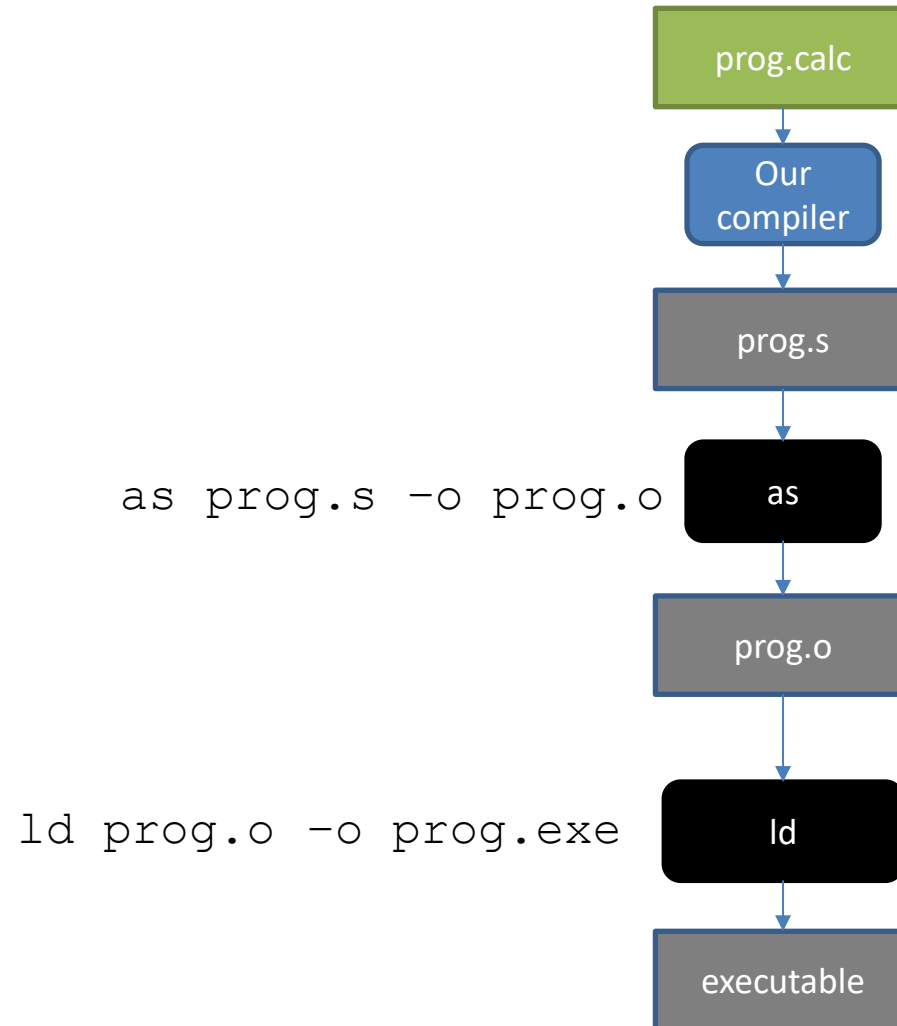 prog.calc
Our
compiler
prog.s
as prog.s –o prog.o
as
prog.o
ld prog.o –o prog.exe
ld
executable